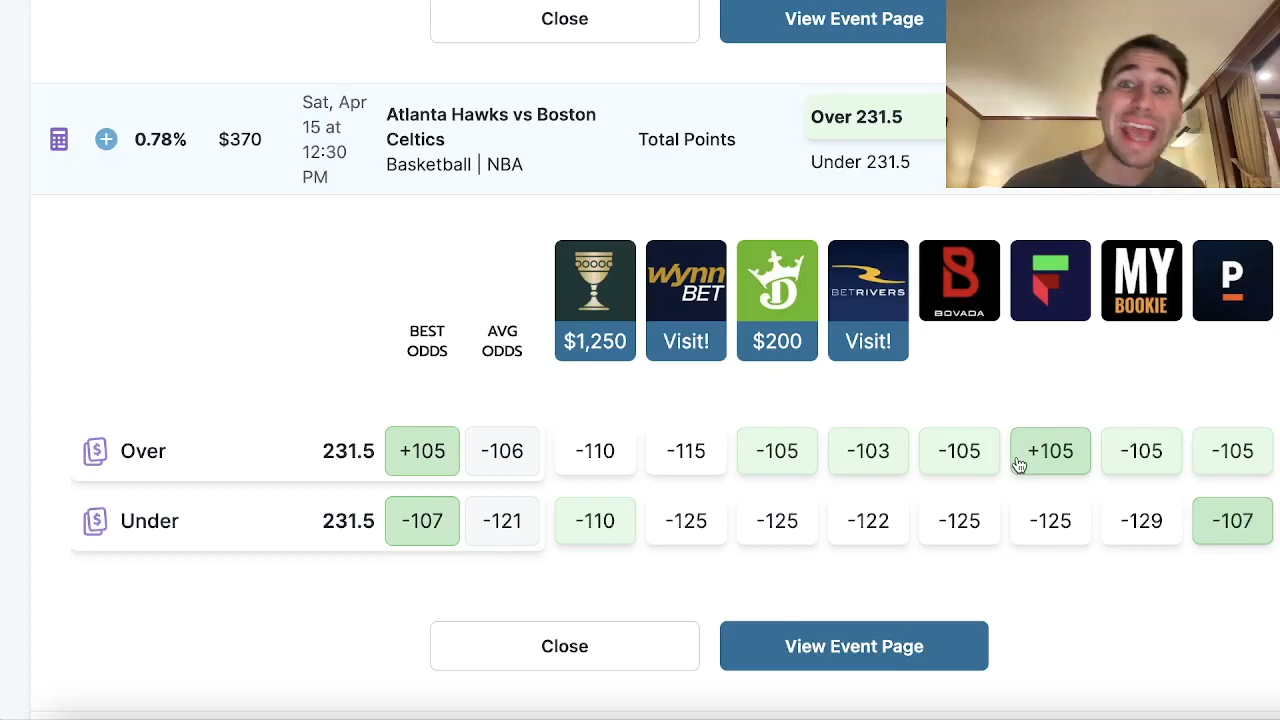 Close
View Event Page
0.78%
$370
Sat, Apr
15 at
12:30
PM
Atlanta Hawks vs Boston
Celtics
Basketball | NBA
Total Points
Over 231.5
Under 231.5
BEST
ODDS
AVG
ODDS
$1,250
WYNN
BET
Visit!
D
$200
BETRIVERS
Visit!
B
BOVADA
F
MY
BOOKIE
P
Over 231.5 +105 -106 -110 -115 -105 -103 -105 +105 -105 -105
Under 231.5 -107 -121 -110 -125 -125 -122 -125 -125 -129 -107
Close
View Event Page